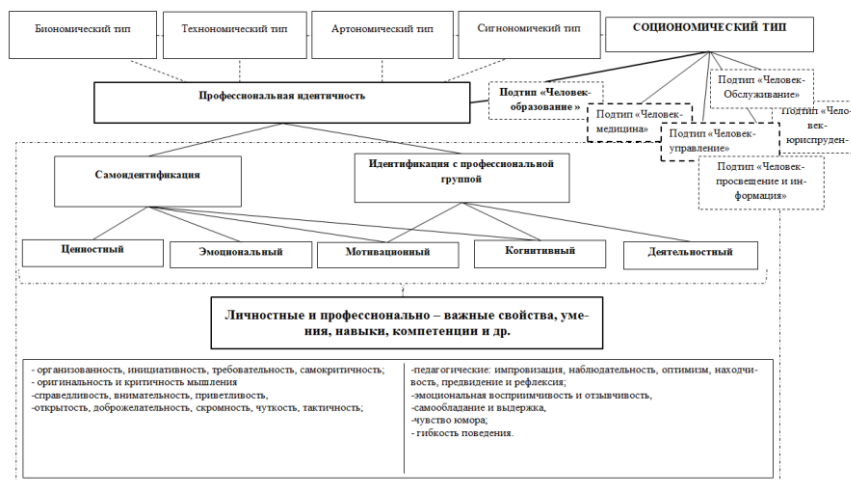 Биономический тип
Технономический тип
Артономический тип
Сигнономичекий тип
СОЦИОНОМИЧЕСКИЙ ТИП
Профессиональная идентичность
Подтип «Человек-
образование »
Подтип «Человек-
Обслуживание»
Подтип «Человек-
медицина»
Подтип «Чело-
век-
юриспруден-
Подтип «Человек-
управление»
Подтип «Человек-
просвещение и ин-
формация»
Самоидентификация
Идентификация с профессиональной
группой
Ценностный
Эмоциональный
Мотивационный
Когнитивный
Деятельностный
Личностные и профессионально – важные свойства, уме-
ния, навыки, компетенции и др.
- организованность, инициативность, требовательность, самокритичность;
- оригинальность и критичность мышления
-справедливость, внимательность, приветливость,
-открытость, доброжелательность, скромность, чуткость, тактичность;
-педагогические: импровизация, наблюдательность, оптимизм, находчи-
вость, предвидение и рефлексия;
-эмоциональная восприимчивость и отзывчивость,
-самообладание и выдержка,
-чувство юмора;
- гибкость поведения.